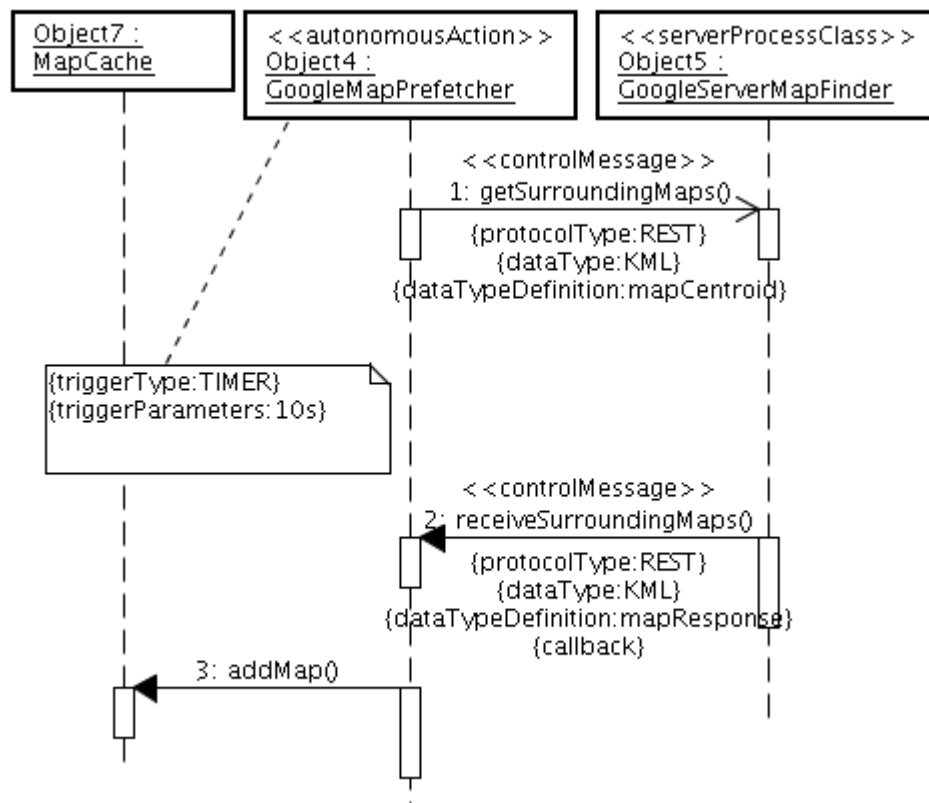 Object7 :
MapCache
<<autonomousAction>>
Object4 :
GoogleMapPrefetcher
<<serverProcessClass>>
Object5 :
GoogleServerMapFinder
<<controlMessage>>
1: getSurroundingMaps()
{protocolType:REST}
{dataType:KML}
{dataTypeDefinition:mapCentroid}
{triggerType:TIMER}
{triggerParameters:10s}
<<controlMessage>>
2: receiveSurroundingMaps()
{protocolType:REST}
{dataType:KML}
{dataTypeDefinition:mapResponse}
{callback}
3: addMap()